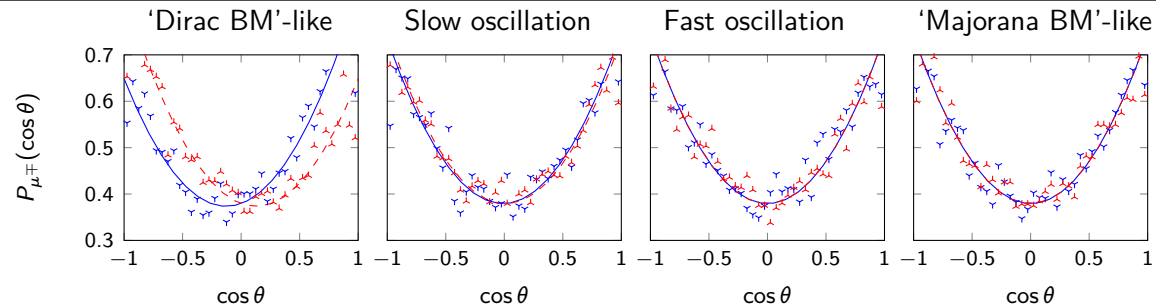 ‘Dirac BM’-like Slow oscillation Fast oscillation ‘Majorana BM’-like
P_{μ∓}(cos θ)
0.7
0.6
0.5
0.4
0.3
−1 −0.5 0 0.5 1 −1 −0.5 0 0.5 1 −1 −0.5 0 0.5 1 −1 −0.5 0 0.5 1
cos θ cos θ cos θ cos θ